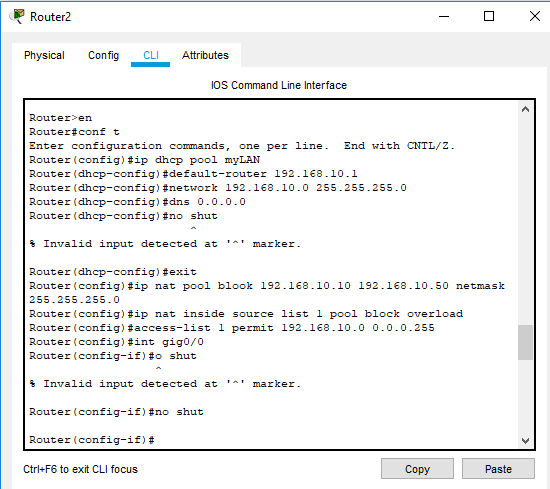 Router2
Physical Config CLI Attributes
IOS Command Line Interface
Router>en
Router#conf t
Enter configuration commands, one per line.  End with CNTL/Z.
Router(config)#ip dhcp pool myLAN
Router(dhcp-config)#default-router 192.168.10.1
Router(dhcp-config)#network 192.168.10.0 255.255.255.0
Router(dhcp-config)#dns 0.0.0.0
Router(dhcp-config)#no shut
^
% Invalid input detected at '^' marker.
Router(dhcp-config)#exit
Router(config)#ip nat pool blook 192.168.10.10 192.168.10.50 netmask
255.255.255.0
Router(config)#ip nat inside source list 1 pool block overload
Router(config)#access-list 1 permit 192.168.10.0 0.0.0.255
Router(config)#int gig0/0
Router(config-if)#o shut
^
% Invalid input detected at '^' marker.
Router(config-if)#no shut
Router(config-if)#
Ctrl+F6 to exit CLI focus Copy Paste